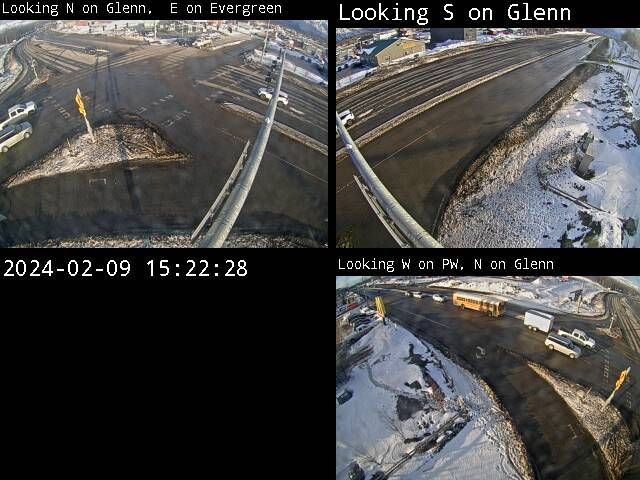 Looking N on Glenn,  E on Evergreen
Looking S on Glenn
2024-02-09 15:22:28
Looking W on PW, N on Glenn